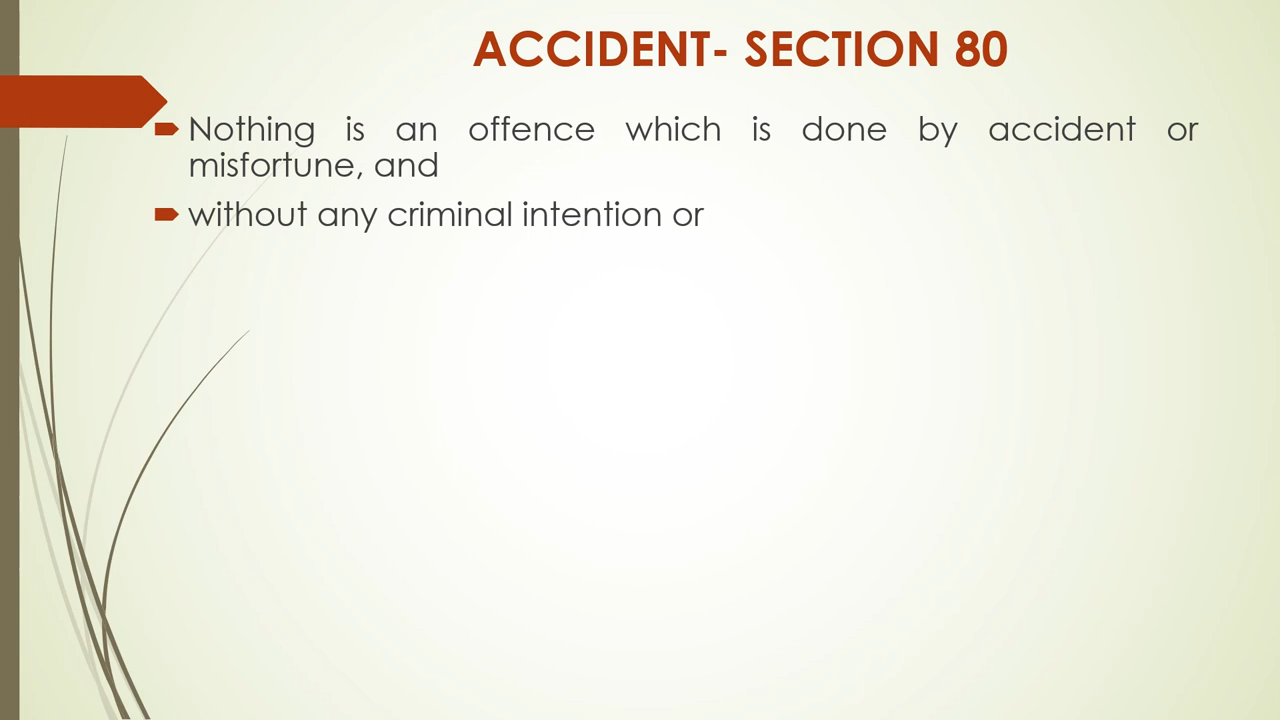 ACCIDENT- SECTION 80
Nothing is an offence which is done by accident or
misfortune, and
without any criminal intention or